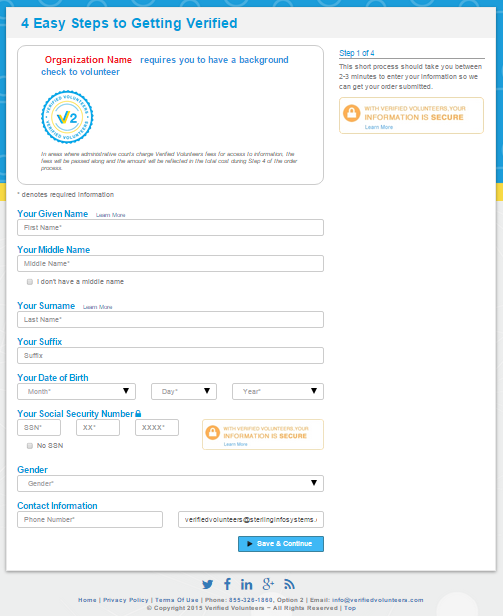 4 Easy Steps to Getting Verified
Organization Name requires you to have a background
check to volunteer
VERIFIED VOLUNTEERS
V2
VERIFIED VOLUNTEERS
In areas where administrative courts charge Verified Volunteers fees for access to information, the
fees will be passed along and the amount will be reflected in the total cost during Step 4 of the order
process.
Step 1 of 4
This short process should take you between
2-3 minutes to enter your information so we
can get your order submitted.
WITH VERIFIED VOLUNTEERS,YOUR
INFORMATION IS SECURE
Learn More
* denotes required information
Your Given Name Learn More
First Name*
Your Middle Name
Middle Name*
I don't have a middle name
Your Surname Learn More
Last Name*
Your Suffix
Suffix
Your Date of Birth
Month* Day* Year*
Your Social Security Number
SSN* XX* XXXX*
WITH VERIFIED VOLUNTEERS,YOUR
INFORMATION IS SECURE
Learn More
No SSN
Gender
Gender*
Contact Information
Phone Number* verifiedvolunteers@sterlinginfosystems.
Save & Continue
Home | Privacy Policy | Terms Of Use | Phone: 855-326-1860, Option 2 | Email: info@verifiedvolunteers.com
© Copyright 2015 Verified Volunteers ~ All Rights Reserved | Top